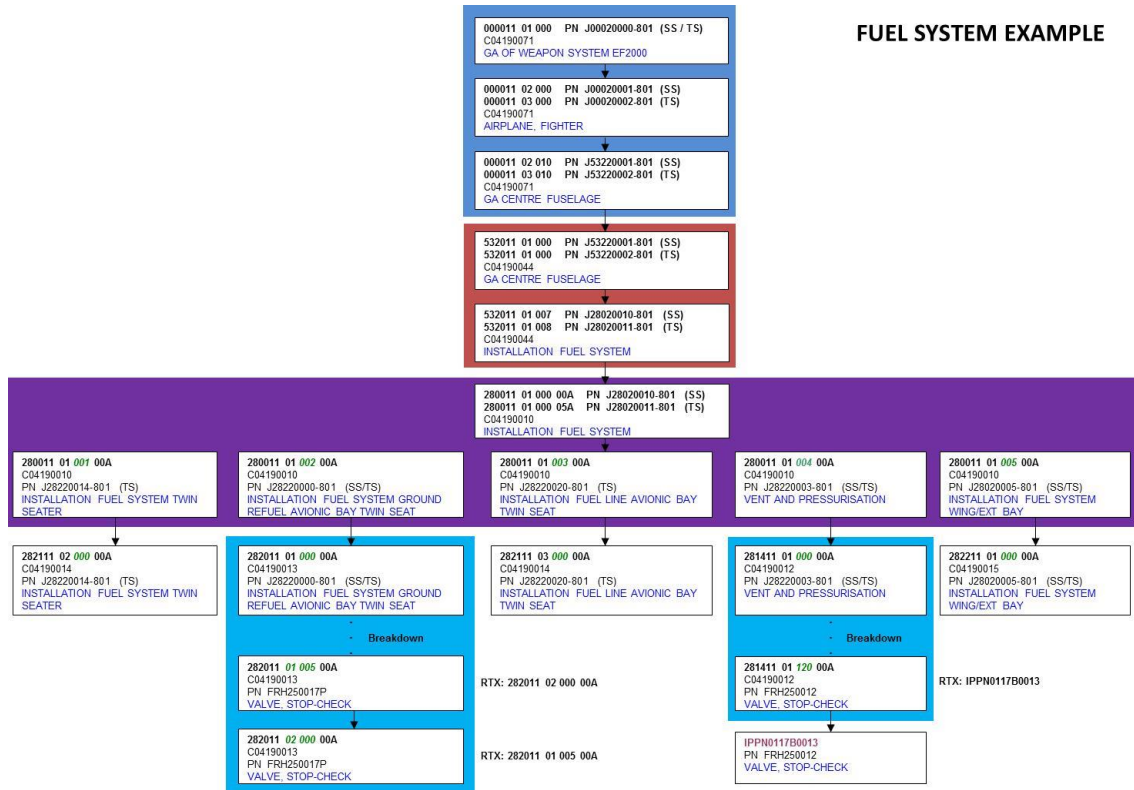 FUEL SYSTEM EXAMPLE
000011 01 000 PN J00020000-801 (SS / TS)
C04190071
GA OF WEAPON SYSTEM EF2000
000011 02 000 PN J00020001-801 (SS)
000011 03 000 PN J00020002-801 (TS)
C04190071
AIRPLANE, FIGHTER
000011 02 010 PN J53220001-801 (SS)
000011 03 010 PN J53220002-801 (TS)
C04190071
GA CENTRE FUSELAGE
532011 01 000 PN J53220001-801 (SS)
532011 01 000 PN J53220002-801 (TS)
C04190044
GA CENTRE FUSELAGE
532011 01 007 PN J28020010-801 (SS)
532011 01 008 PN J28020011-801 (TS)
C04190044
INSTALLATION FUEL SYSTEM
280011 01 000 00A PN J28020010-801 (SS)
280011 01 000 05A PN J28020011-801 (TS)
C04190010
INSTALLATION FUEL SYSTEM
280011 01 001 00A
C04190010
PN J28220014-801 (TS)
INSTALLATION FUEL SYSTEM TWIN
SEATER
280011 01 002 00A
C04190010
PN J28220000-801 (SS/TS)
INSTALLATION FUEL SYSTEM GROUND
REFUEL AVIONIC BAY TWIN SEAT
280011 01 003 00A
C04190010
PN J28220020-801 (TS)
INSTALLATION FUEL LINE AVIONIC BAY
TWIN SEAT
280011 01 004 00A
C04190010
PN J28220003-801 (SS/TS)
VENT AND PRESSURISATION
280011 01 005 00A
C04190010
PN J28020005-801 (SS/TS)
INSTALLATION FUEL SYSTEM
WING/EXT BAY
282111 02 000 00A
C04190014
PN J28220014-801 (TS)
INSTALLATION FUEL SYSTEM TWIN
SEATER
282011 01 000 00A
C04190013
PN J28220000-801 (SS/TS)
INSTALLATION FUEL SYSTEM GROUND
REFUEL AVIONIC BAY TWIN SEAT
282111 03 000 00A
C04190014
PN J28220020-801 (TS)
INSTALLATION FUEL LINE AVIONIC BAY
TWIN SEAT
281411 01 000 00A
C04190012
PN J28220003-801 (SS/TS)
VENT AND PRESSURISATION
282211 01 000 00A
C04190015
PN J28020005-801 (SS/TS)
INSTALLATION FUEL SYSTEM
WING/EXT BAY
Breakdown
Breakdown
282011 01 005 00A
C04190013
PN FRH250017P
VALVE, STOP-CHECK
RTX: 282011 02 000 00A
281411 01 120 00A
C04190012
PN FRH250012
VALVE, STOP-CHECK
RTX: IPPN0117B0013
282011 02 000 00A
C04190013
PN FRH250017P
VALVE, STOP-CHECK
RTX: 282011 01 005 00A
IPPN0117B0013
PN FRH250012
VALVE, STOP-CHECK